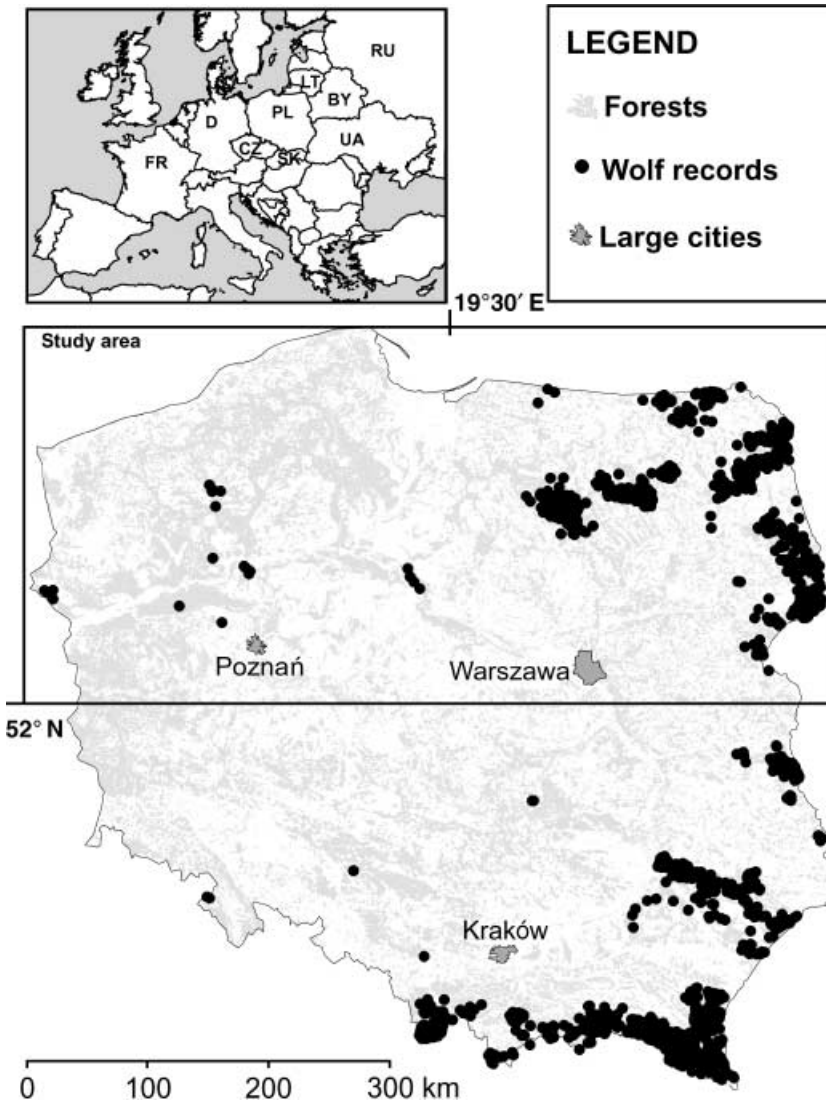 RU
LT
BY
PL
D
UA
CZ
SK
FR
LEGEND
Forests
Wolf records
Large cities
19°30′ E
Study area
Poznań
Warszawa
52° N
Kraków
0 100 200 300 km